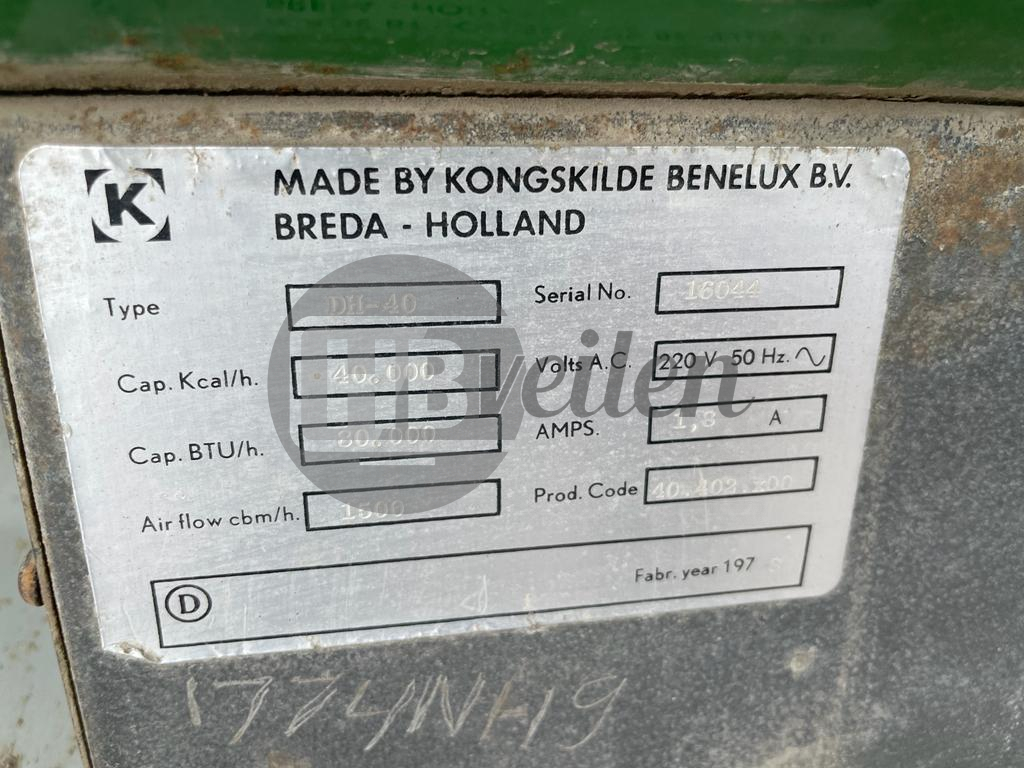 K
MADE BY KONGSKILDE BENELUX B.V.
BREDA - HOLLAND
Type DH-40
Serial No. 16044
Cap. Kcal/h. 40.000
Volts A.C. 220 V 50 Hz.
Cap. BTU/h.
AMPS. A
Air flow cbm/h.
Prod. Code
D
Fabr. year 197
HBveilen